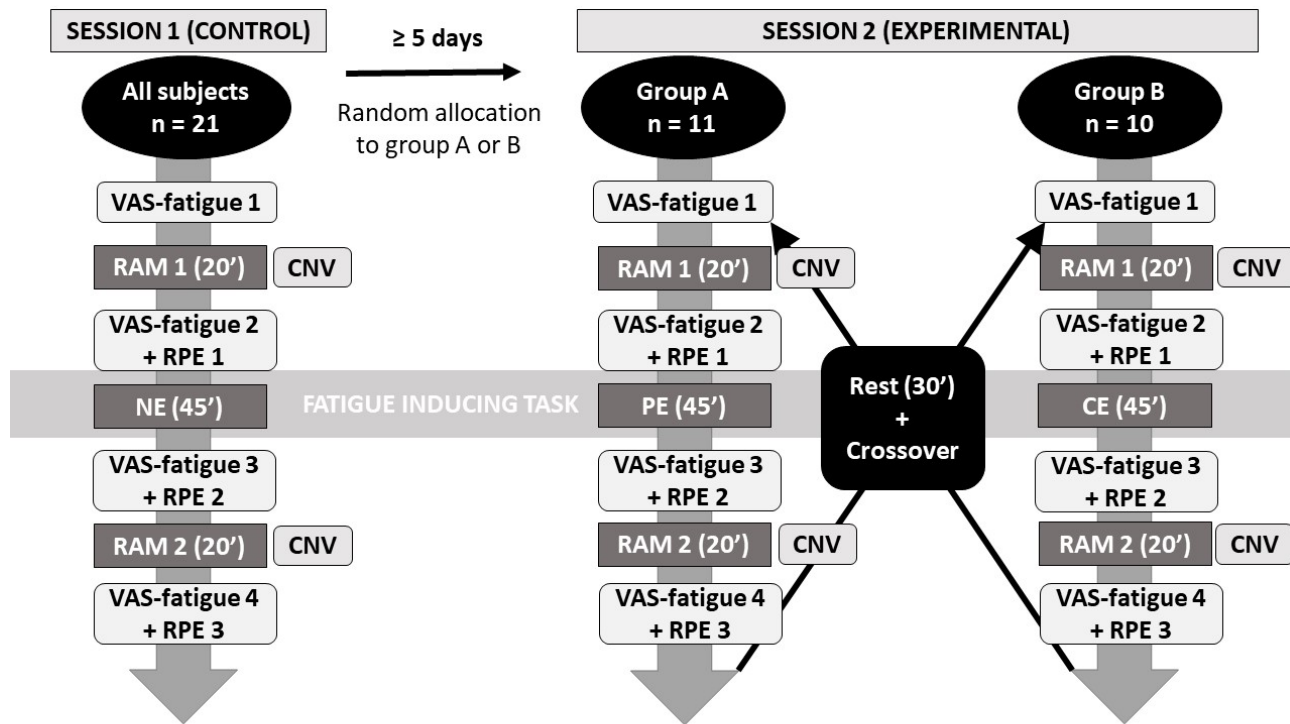 SESSION 1 (CONTROL)
≥ 5 days
SESSION 2 (EXPERIMENTAL)
All subjects
n = 21
Random allocation
to group A or B
Group A
n = 11
Group B
n = 10
VAS-fatigue 1
VAS-fatigue 1
VAS-fatigue 1
RAM 1 (20’)
CNV
RAM 1 (20’)
CNV
RAM 1 (20’)
CNV
VAS-fatigue 2
+ RPE 1
VAS-fatigue 2
+ RPE 1
VAS-fatigue 2
+ RPE 1
NE (45’)
FATIGUE INDUCING TASK
PE (45’)
Rest (30’)
+
Crossover
CE (45’)
VAS-fatigue 3
+ RPE 2
VAS-fatigue 3
+ RPE 2
VAS-fatigue 3
+ RPE 2
RAM 2 (20’)
CNV
RAM 2 (20’)
CNV
RAM 2 (20’)
CNV
VAS-fatigue 4
+ RPE 3
VAS-fatigue 4
+ RPE 3
VAS-fatigue 4
+ RPE 3